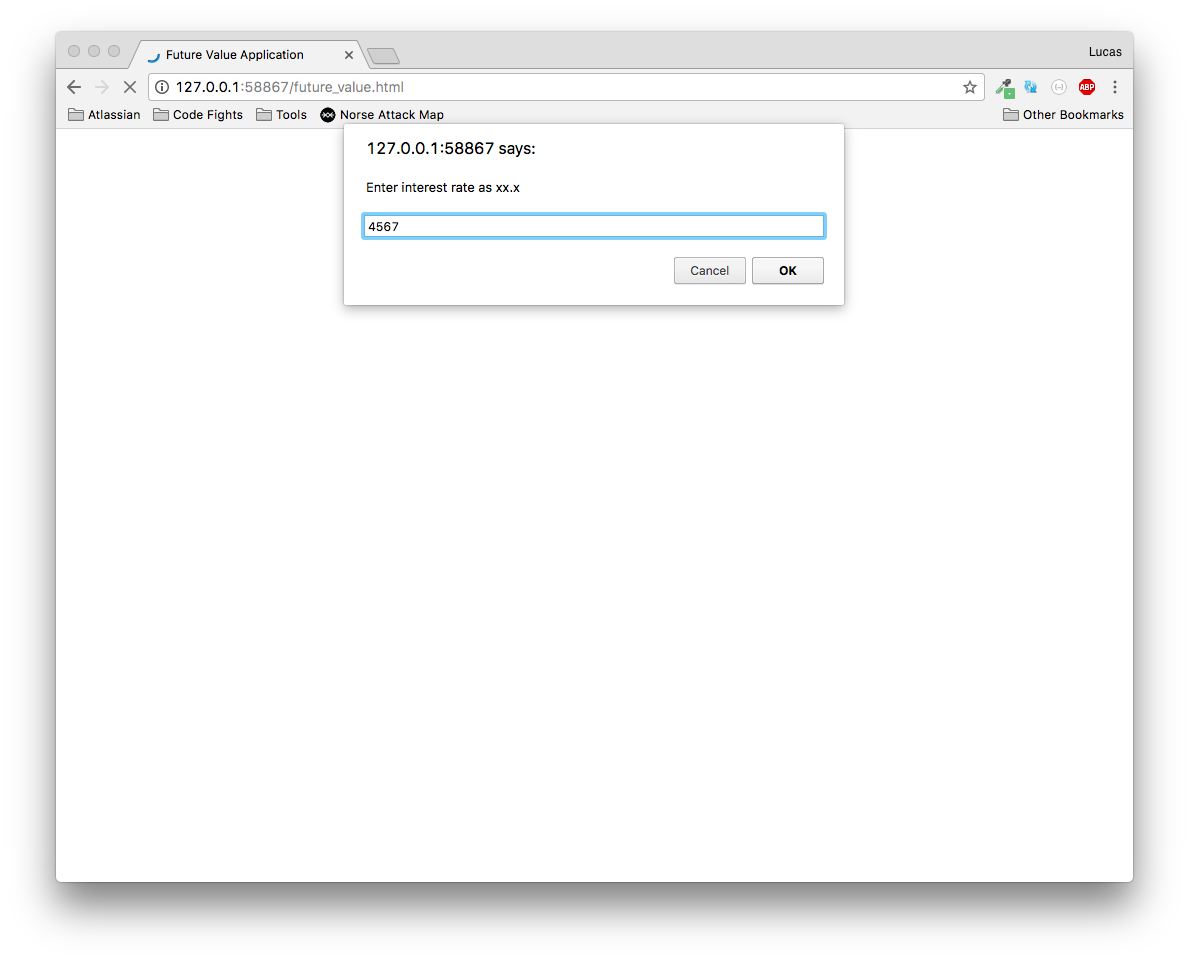 Future Value Application
Lucas
127.0.0.1:58867/future_value.html
ABP
Atlassian Code Fights Tools Norse Attack Map Other Bookmarks
127.0.0.1:58867 says:
Enter interest rate as xx.x
4567
Cancel OK